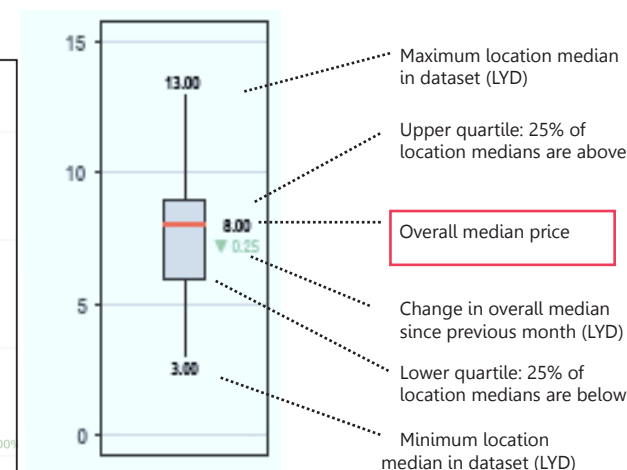 15
Maximum location median
in dataset (LYD)
13.00
Upper quartile: 25% of
location medians are above
10
8.00
Overall median price
▼ 0.25
5
Change in overall median
since previous month (LYD)
3.00
Lower quartile: 25% of
location medians are below
0
Minimum location
median in dataset (LYD)